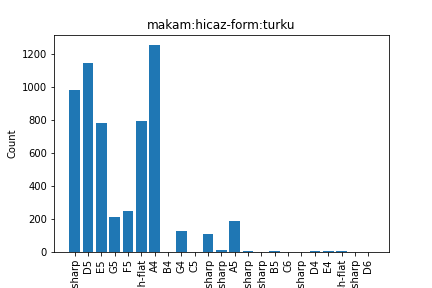 makam:hicaz-form:turku
Count
1200
1000
800
600
400
200
0
sharp
D5
E5
G5
F5
h-flat
A4
B4
G4
C5
sharp
sharp
A5
sharp
sharp
B5
C6
sharp
D4
E4
h-flat
sharp
D6